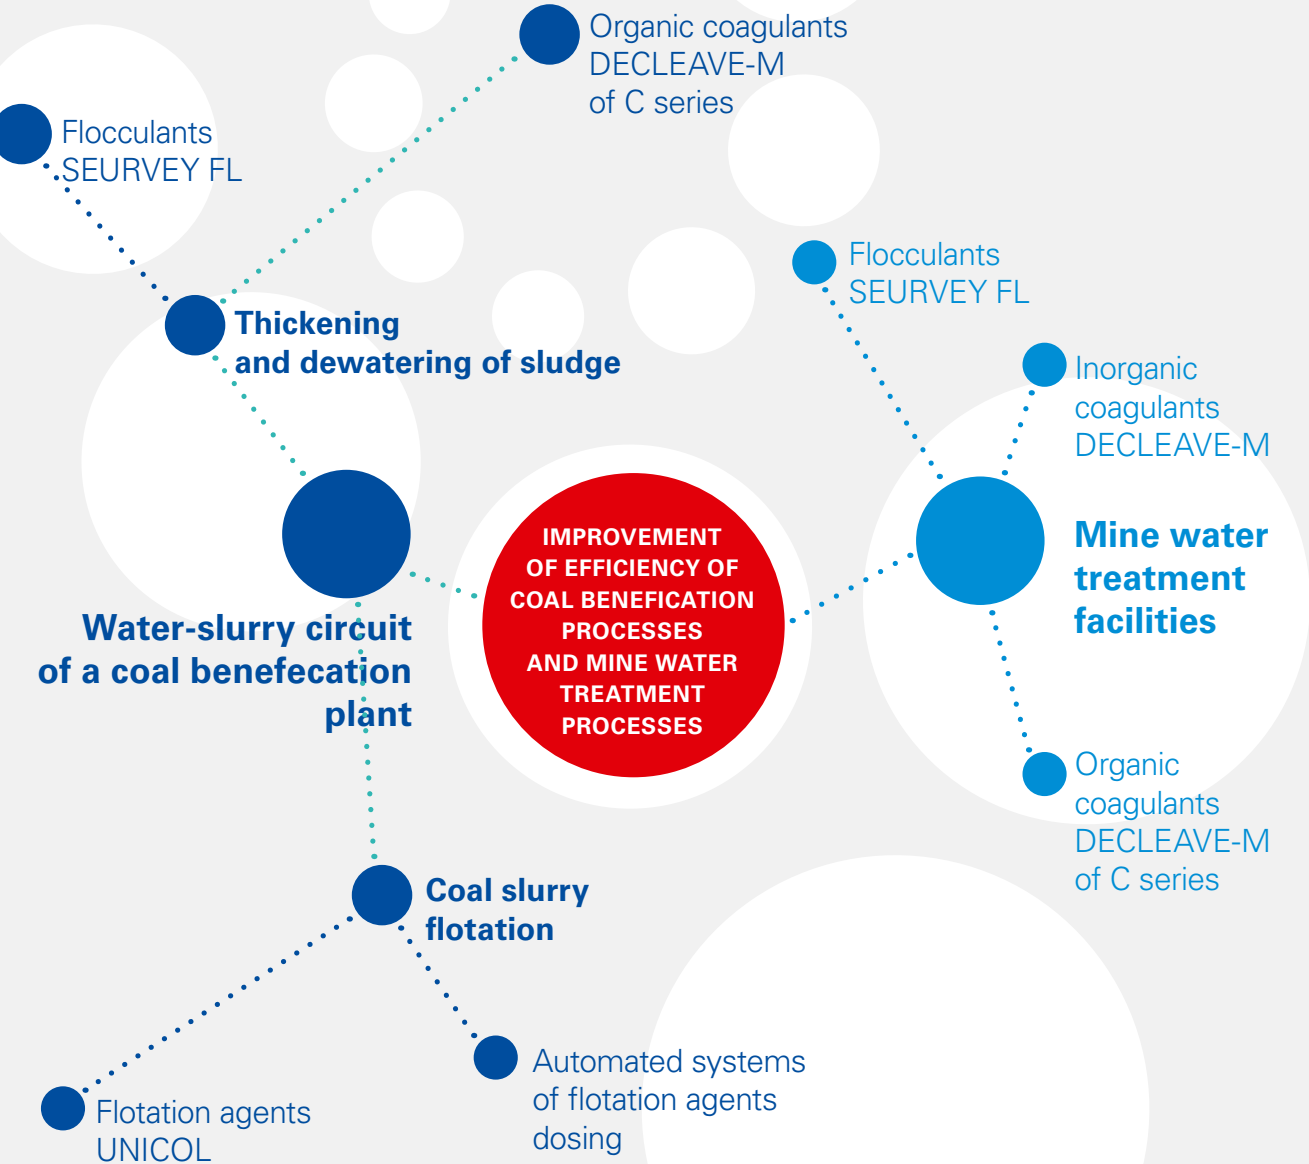 Organic coagulants
DECLEAVE-M
of C series
Flocculants
SEURVEY FL
Thickening
and dewatering of sludge
Water-slurry circuit
of a coal benefecation
plant
Coal slurry
flotation
Flotation agents
UNICOL
Automated systems
of flotation agents
dosing
IMPROVEMENT
OF EFFICIENCY OF
COAL BENEFICATION
PROCESSES
AND MINE WATER
TREATMENT
PROCESSES
Flocculants
SEURVEY FL
Inorganic
coagulants
DECLEAVE-M
Mine water
treatment
facilities
Organic
coagulants
DECLEAVE-M
of C series